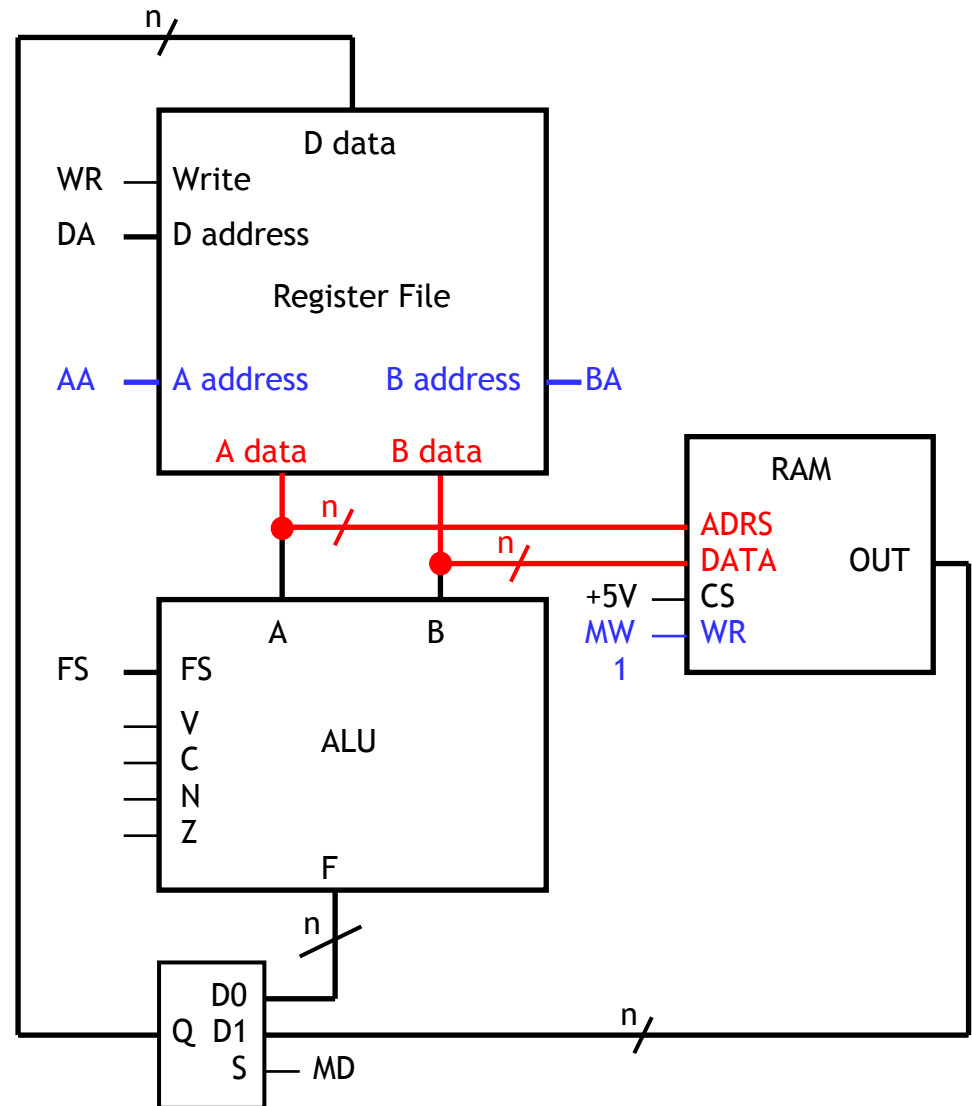 n
D data
WR Write
DA D address
Register File
AA A address B address BA
A data B data
RAM
n ADRS
n DATA OUT
+5V CS
MW WR
1
A B
FS FS
V
ALU
C
N
Z
F
n
D0
n
Q D1
S MD